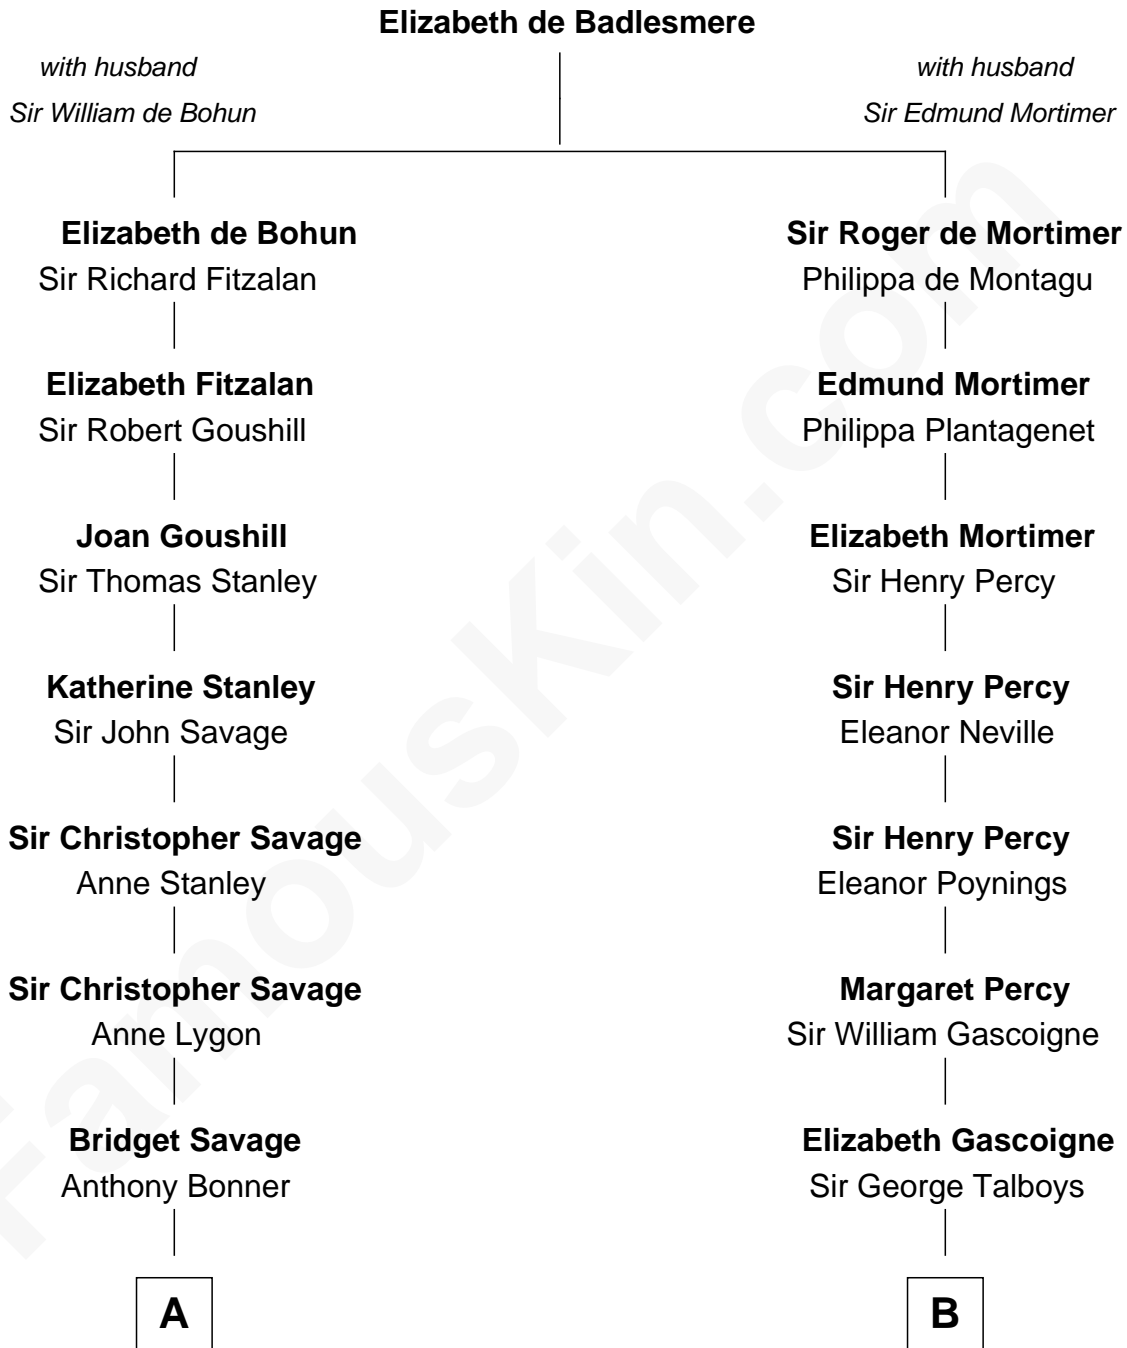 Elizabeth de Badlesmere
with husband
Sir William de Bohun
with husband
Sir Edmund Mortimer
Elizabeth de Bohun
Sir Richard Fitzalan
Sir Roger de Mortimer
Philippa de Montagu
Elizabeth Fitzalan
Sir Robert Goushill
Edmund Mortimer
Philippa Plantagenet
Joan Goushill
Sir Thomas Stanley
Elizabeth Mortimer
Sir Henry Percy
Katherine Stanley
Sir John Savage
Sir Henry Percy
Eleanor Neville
Sir Christopher Savage
Anne Stanley
Sir Henry Percy
Eleanor Poynings
Sir Christopher Savage
Anne Lygon
Margaret Percy
Sir William Gascoigne
Bridget Savage
Anthony Bonner
Elizabeth Gascoigne
Sir George Talboys
A
B
FamousKin.com